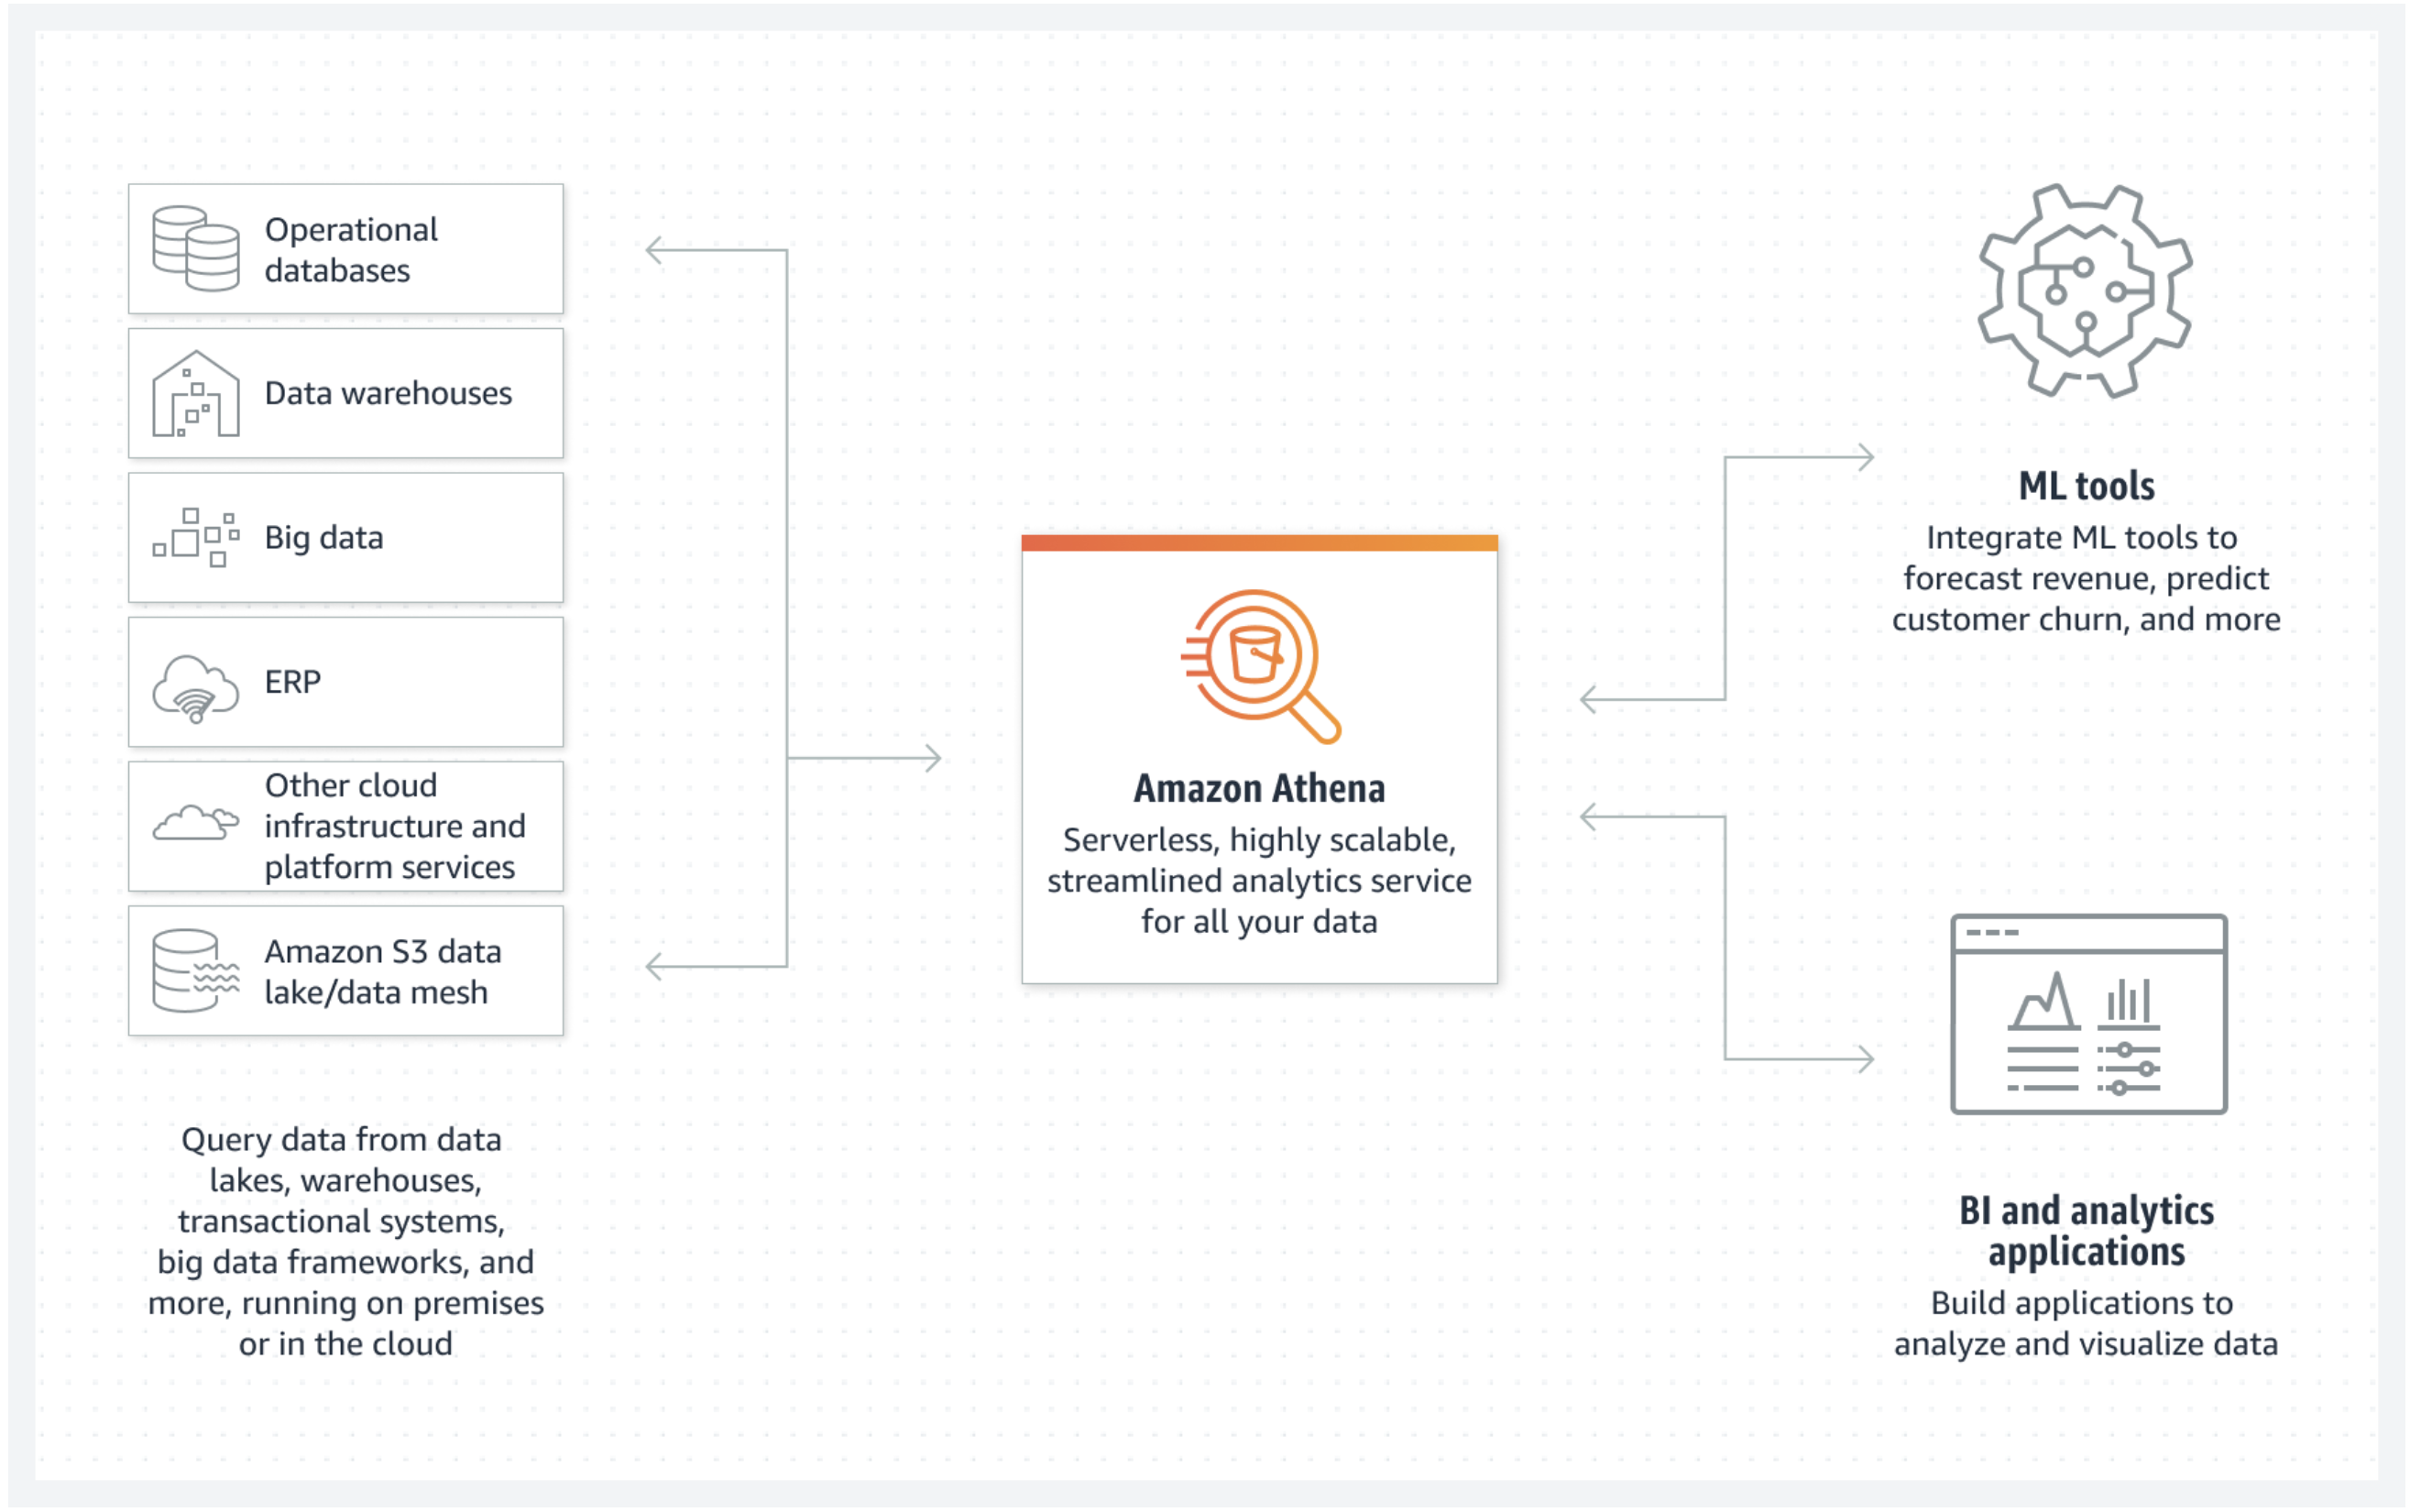 Operational
databases
Data warehouses
Big data
ERP
Other cloud
infrastructure and
platform services
Amazon S3 data
lake/data mesh
Query data from data
lakes, warehouses,
transactional systems,
big data frameworks, and
more, running on premises
or in the cloud
Amazon Athena
Serverless, highly scalable,
streamlined analytics service
for all your data
ML tools
Integrate ML tools to
forecast revenue, predict
customer churn, and more
BI and analytics
applications
Build applications to
analyze and visualize data